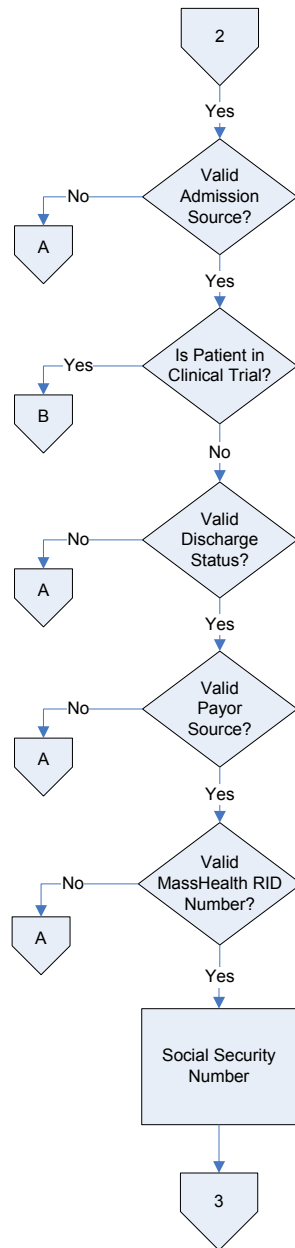 2
Yes
Valid
Admission
Source?
No
A
Yes
Is Patient in
Clinical Trial?
Yes
B
No
Valid
Discharge
Status?
No
A
Yes
Valid
Payor
Source?
No
A
Yes
Valid
MassHealth RID
Number?
No
A
Yes
Social Security
Number
3